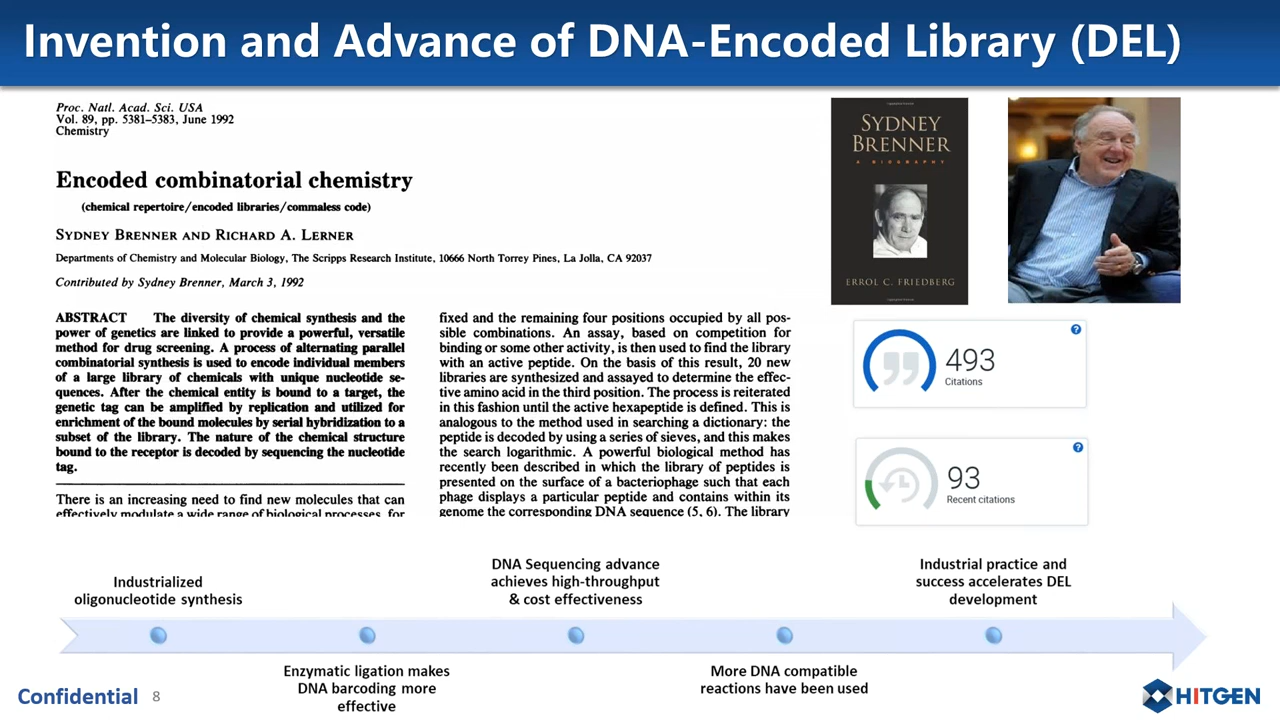 Invention and Advance of DNA-Encoded Library (DEL)
Proc. Natl. Acad. Sci. USA
Vol. 89, pp. 5381–5383, June 1992
Chemistry
Encoded combinatorial chemistry
(chemical repertoire/encoded libraries/commaless code)
SYDNEY BRENNER AND RICHARD A. LERNER
Departments of Chemistry and Molecular Biology, The Scripps Research Institute, 10666 North Torrey Pines, La Jolla, CA 92037
Contributed by Sydney Brenner, March 3, 1992
ABSTRACT The diversity of chemical synthesis and the
power of genetics are linked to provide a powerful, versatile
method for drug screening. A process of alternating parallel
combinatorial synthesis is used to encode individual members
of a large library of chemicals with unique nucleotide se-
quences. After the chemical entity is bound to a target, the
genetic tag can be amplified by replication and utilized for
enrichment of the bound molecules by serial hybridization to a
subset of the library. The nature of the chemical structure
bound to the receptor is decoded by sequencing the nucleotide
tag.
There is an increasing need to find new molecules that can
effectively modulate a wide range of biological processes, for
fixed and the remaining four positions occupied by all pos-
sible combinations. An assay, based on competition for
binding or some other activity, is then used to find the library
with an active peptide. On the basis of this result, 20 new
libraries are synthesized and assayed to determine the effec-
tive amino acid in the third position. The process is reiterated
in this fashion until the active hexapeptide is defined. This is
analogous to the method used in searching a dictionary: the
peptide is decoded by using a series of sieves, and this makes
the search logarithmic. A powerful biological method has
recently been described in which the library of peptides is
presented on the surface of a bacteriophage such that each
phage displays a particular peptide and contains within its
genome the corresponding DNA sequence (5, 6). The library
SYDNEY
BRENNER
A BIOGRAPHY
ERROL C. FRIEDBERG
?
493
Citations
?
93
Recent citations
Industrialized
oligonucleotide synthesis
Enzymatic ligation makes
DNA barcoding more
effective
DNA Sequencing advance
achieves high-throughput
& cost effectiveness
More DNA compatible
reactions have been used
Industrial practice and
success accelerates DEL
development
Confidential 8
HITGEN